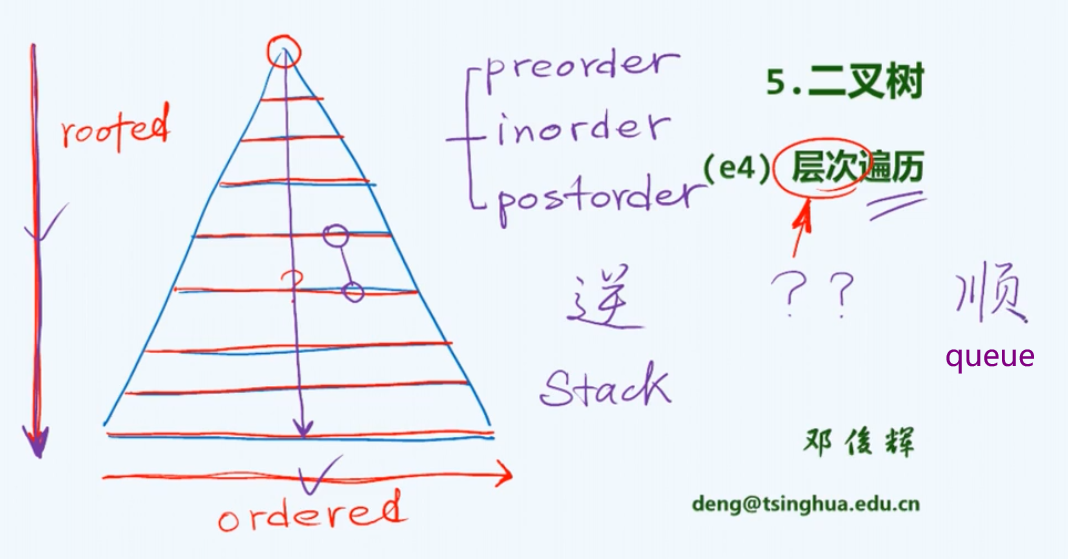 rooted
?
ordered
preorder
inorder
postorder
逆
Stack
5.二叉树
(e4) 层次遍历
? ?
顺
queue
邓俊辉
deng@tsinghua.edu.cn